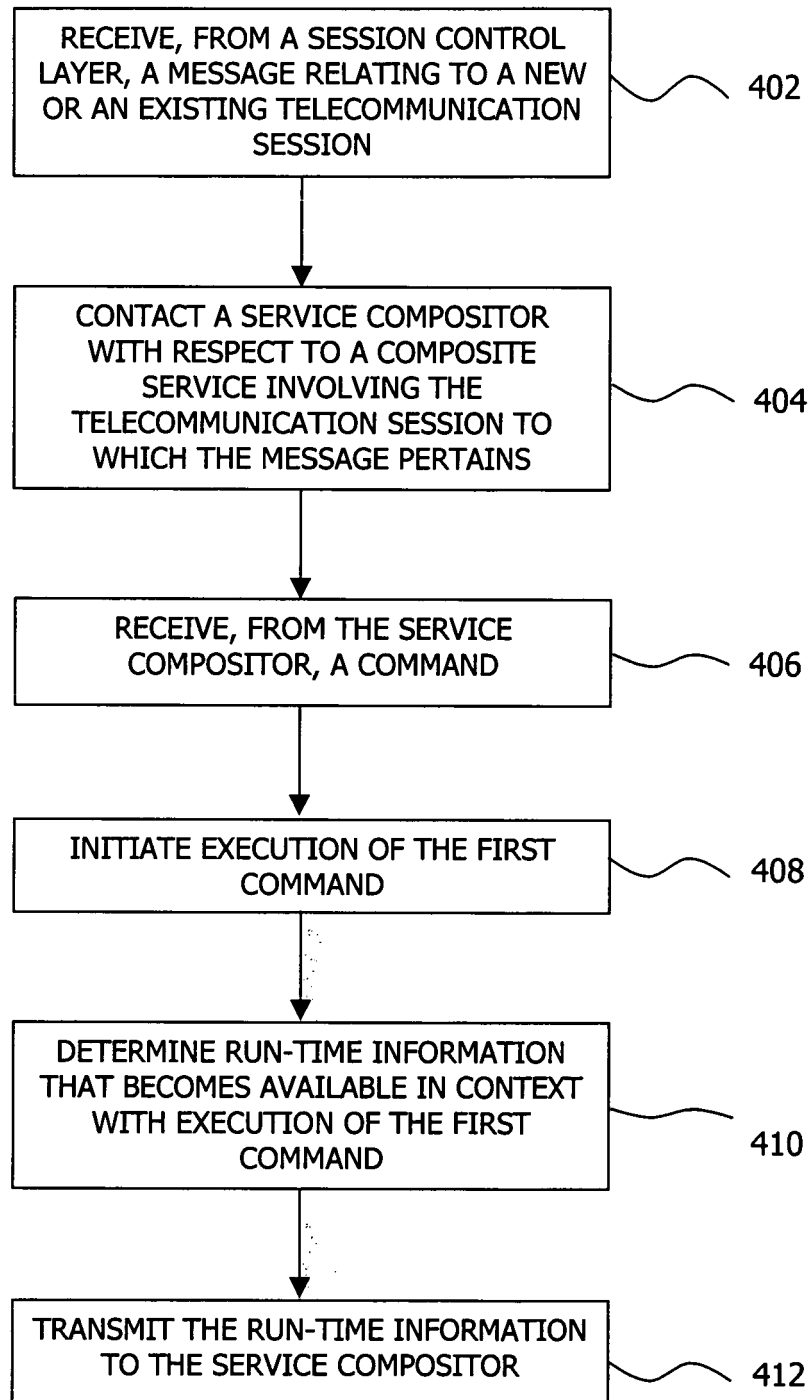 RECEIVE, FROM A SESSION CONTROL
LAYER, A MESSAGE RELATING TO A NEW
OR AN EXISTING TELECOMMUNICATION
SESSION
402
CONTACT A SERVICE COMPOSITOR
WITH RESPECT TO A COMPOSITE
SERVICE INVOLVING THE
TELECOMMUNICATION SESSION TO
WHICH THE MESSAGE PERTAINS
404
RECEIVE, FROM THE SERVICE
COMPOSITOR, A COMMAND
406
INITIATE EXECUTION OF THE FIRST
COMMAND
408
DETERMINE RUN-TIME INFORMATION
THAT BECOMES AVAILABLE IN CONTEXT
WITH EXECUTION OF THE FIRST
COMMAND
410
TRANSMIT THE RUN-TIME INFORMATION
TO THE SERVICE COMPOSITOR
412